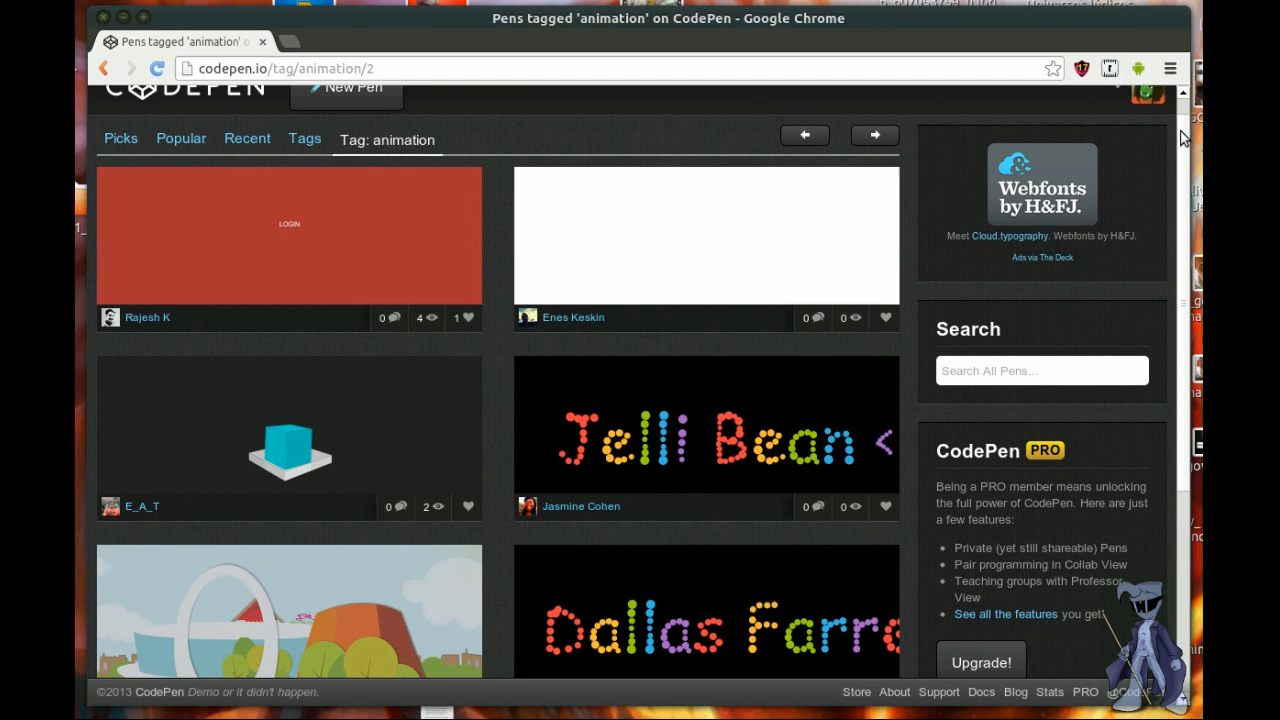 Pens tagged 'animation' on CodePen - Google Chrome
Pens tagged 'animation'
codepen.io/tag/animation/2
17
CODEPEN
New Pen
Picks
Popular
Recent
Tags
Tag: animation
LOGIN
Rajesh K
0
4
1
Enes Keskin
0
0
E_A_T
0
2
Jelli Bean <
Jasmine Cohen
0
0
Dallas Farre
Webfonts
by H&FJ.
Meet Cloud.typography. Webfonts by H&FJ.
Ads via The Deck
Search
Search All Pens...
CodePen PRO
Being a PRO member means unlocking
the full power of CodePen. Here are just
a few features:
Private (yet still shareable) Pens
Pair programming in Collab View
Teaching groups with Professor
View
See all the features you get!
Upgrade!
©2013 CodePen Demo or it didn't happen.
Store About Support Docs Blog Stats PRO